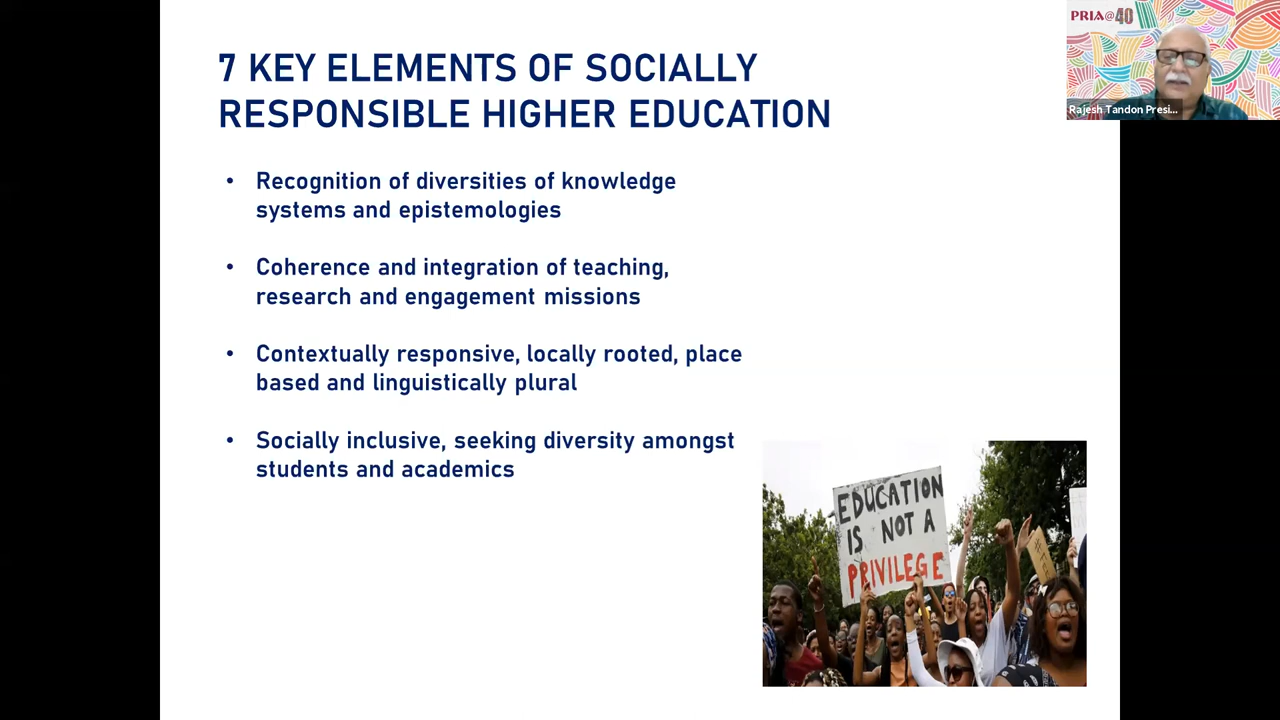 7 KEY ELEMENTS OF SOCIALLY
RESPONSIBLE HIGHER EDUCATION
• Recognition of diversities of knowledge
systems and epistemologies
• Coherence and integration of teaching,
research and engagement missions
• Contextually responsive, locally rooted, place
based and linguistically plural
• Socially inclusive, seeking diversity amongst
students and academics
EDUCATION
IS NOT A
PRIVILEGE
PRIA@40
Rajesh Tandon Presi...